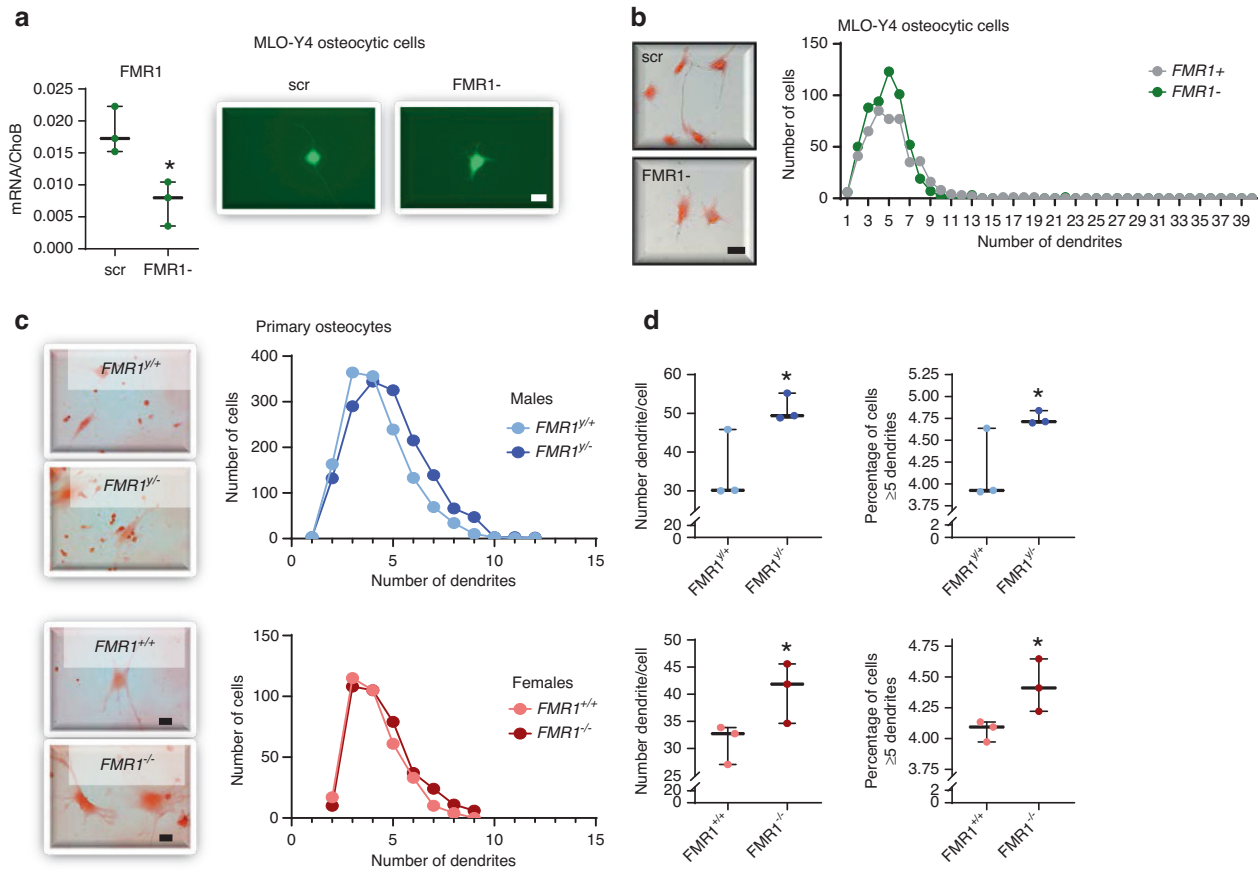 a
MLO-Y4 osteocytic cells
FMR1
mRNA/ChoB
0.025
0.020
0.015
0.010
0.005
0.000
*
scr
FMR1-
scr
FMR1-
b
MLO-Y4 osteocytic cells
scr
FMR1-
Number of cells
150
100
50
0
FMR1+
FMR1-
1 3 5 7 9 11 13 15 17 19 21 23 25 27 29 31 33 35 37 39
Number of dendrites
c
Primary osteocytes
FMR1y/+
FMR1y/-
Number of cells
400
300
200
100
0
Males
FMR1y/+
FMR1y/-
0 5 10 15
Number of dendrites
FMR1+/+
FMR1-/-
Number of cells
150
100
50
0
Females
FMR1+/+
FMR1-/-
0 5 10 15
Number of dendrites
d
Number dendrite/cell
60
50
40
30
20
0
*
FMR1y/+
FMR1y/-
Percentage of cells
≥5 dendrites
5.25
5.00
4.75
4.50
4.25
4.00
3.75
2
0
*
FMR1y/+
FMR1y/-
Number dendrite/cell
50
45
40
35
30
25
20
0
*
FMR1+/+
FMR1-/-
Percentage of cells
≥5 dendrites
4.75
4.50
4.25
4.00
3.75
2
0
*
FMR1+/+
FMR1-/-